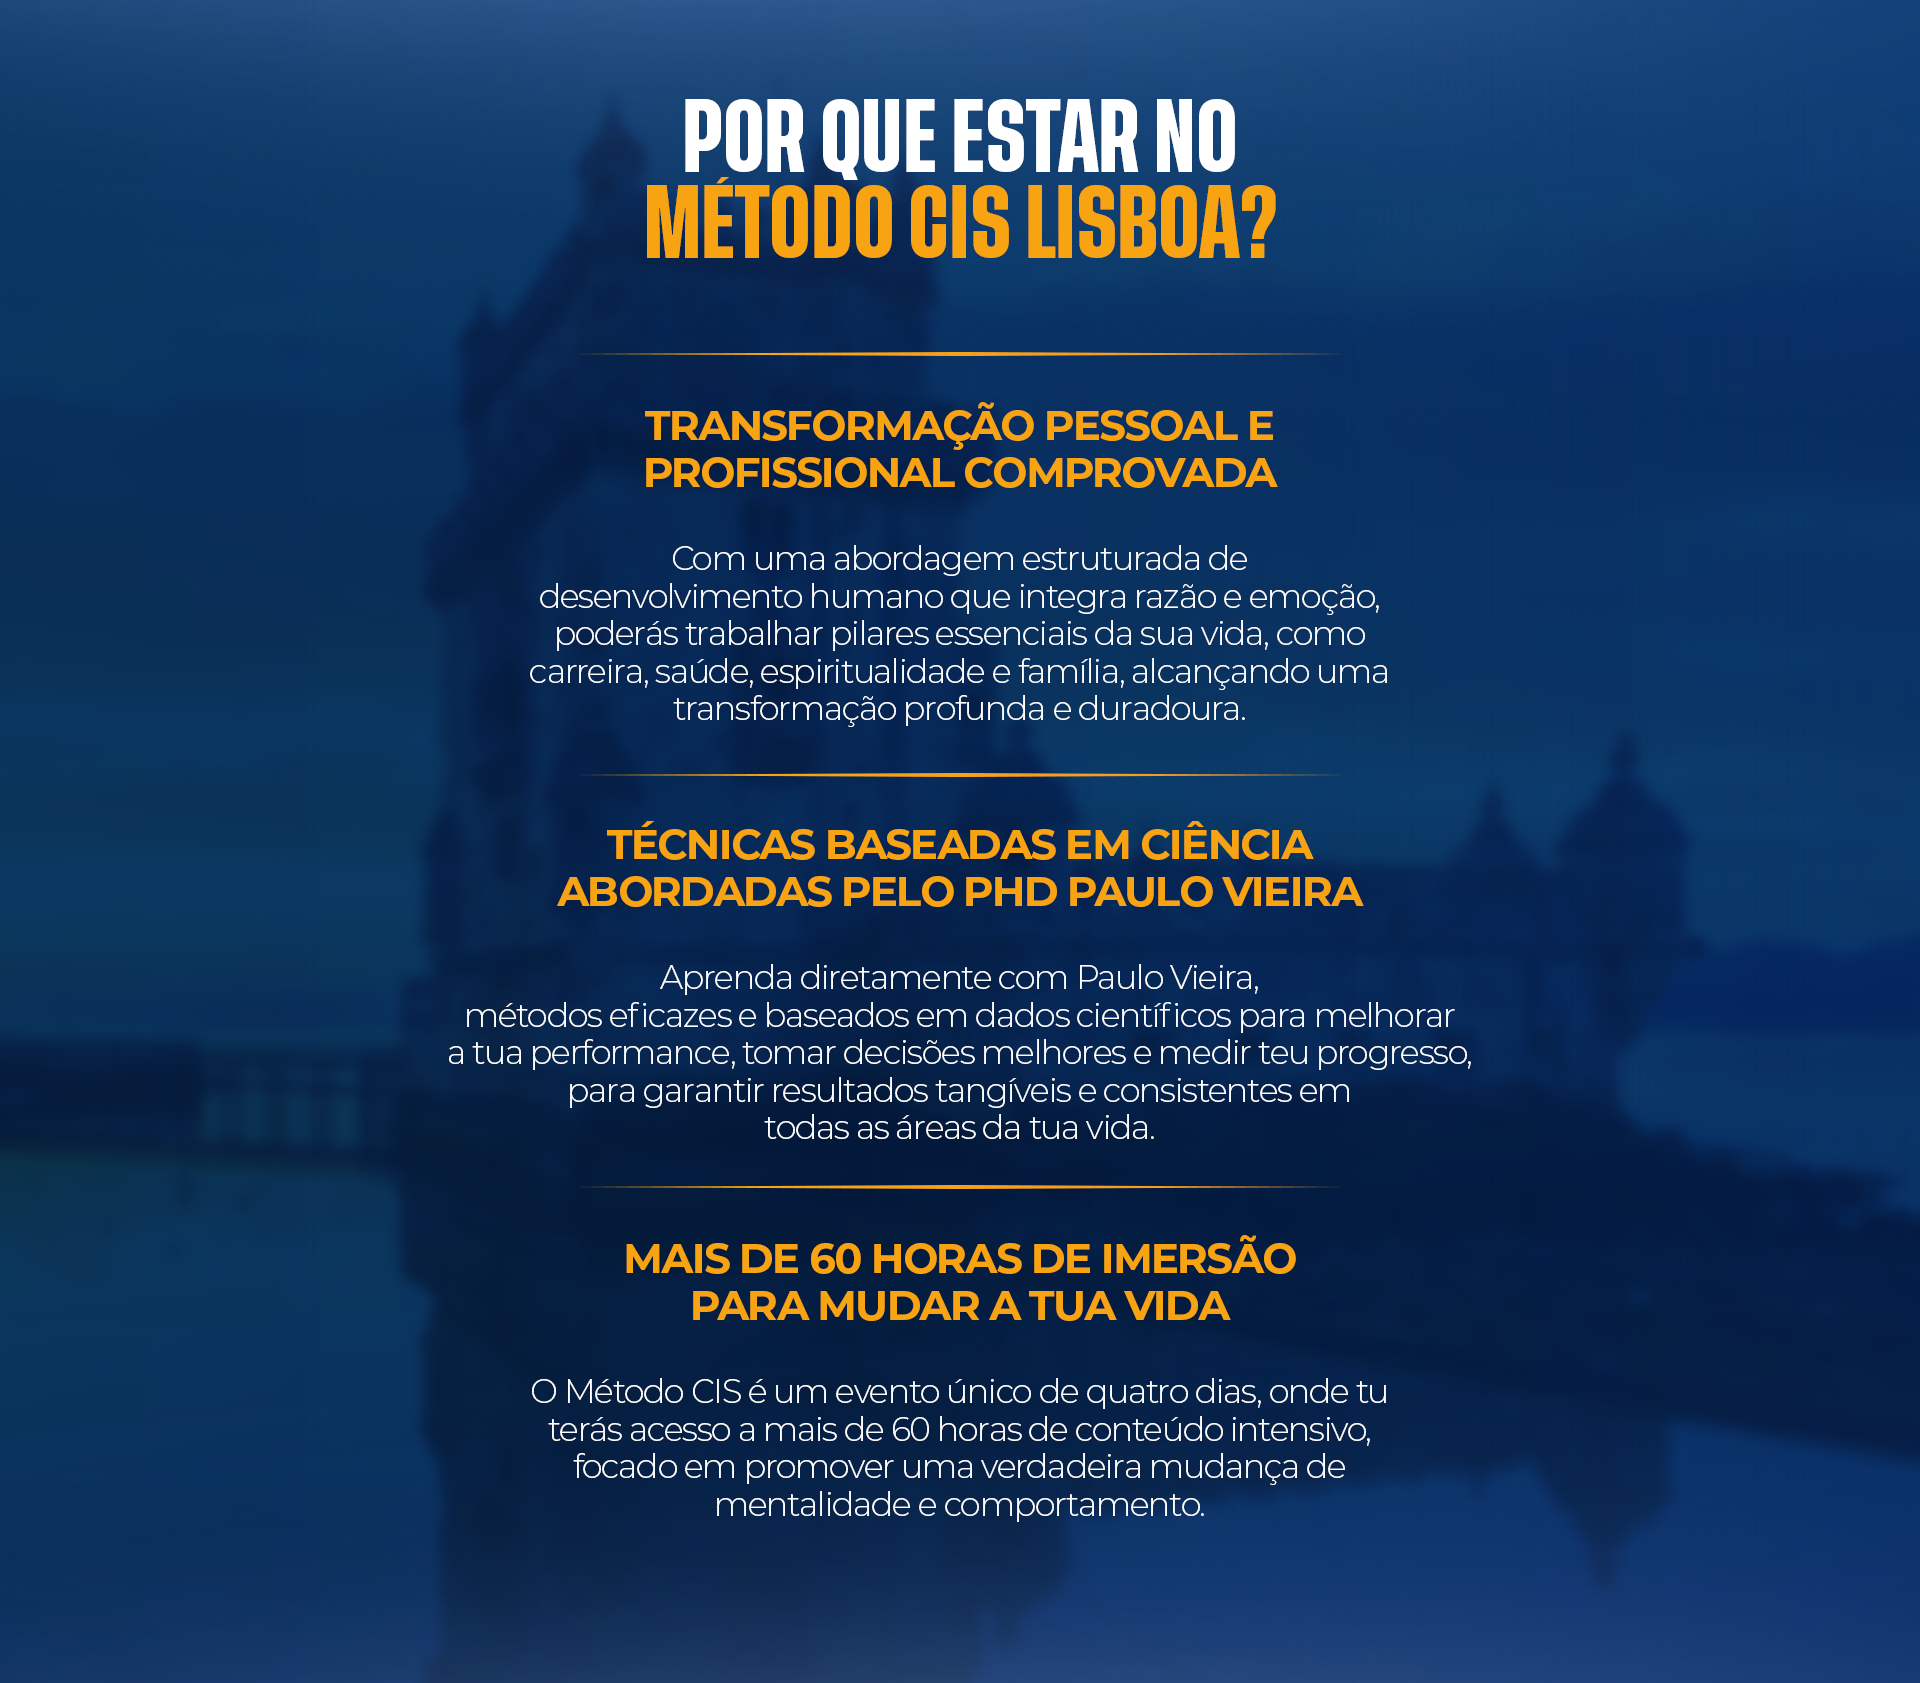 POR QUE ESTAR NO
MÉTODO CIS LISBOA?
TRANSFORMAÇÃO PESSOAL E
PROFISSIONAL COMPROVADA
Com uma abordagem estruturada de
desenvolvimento humano que integra razão e emoção,
poderás trabalhar pilares essenciais da sua vida, como
carreira, saúde, espiritualidade e família, alcançando uma
transformação profunda e duradoura.
TÉCNICAS BASEADAS EM CIÊNCIA
ABORDADAS PELO PHD PAULO VIEIRA
Aprenda diretamente com Paulo Vieira,
métodos eficazes e baseados em dados científicos para melhorar
a tua performance, tomar decisões melhores e medir teu progresso,
para garantir resultados tangíveis e consistentes em
todas as áreas da tua vida.
MAIS DE 60 HORAS DE IMERSÃO
PARA MUDAR A TUA VIDA
O Método CIS é um evento único de quatro dias, onde tu
terás acesso a mais de 60 horas de conteúdo intensivo,
focado em promover uma verdadeira mudança de
mentalidade e comportamento.